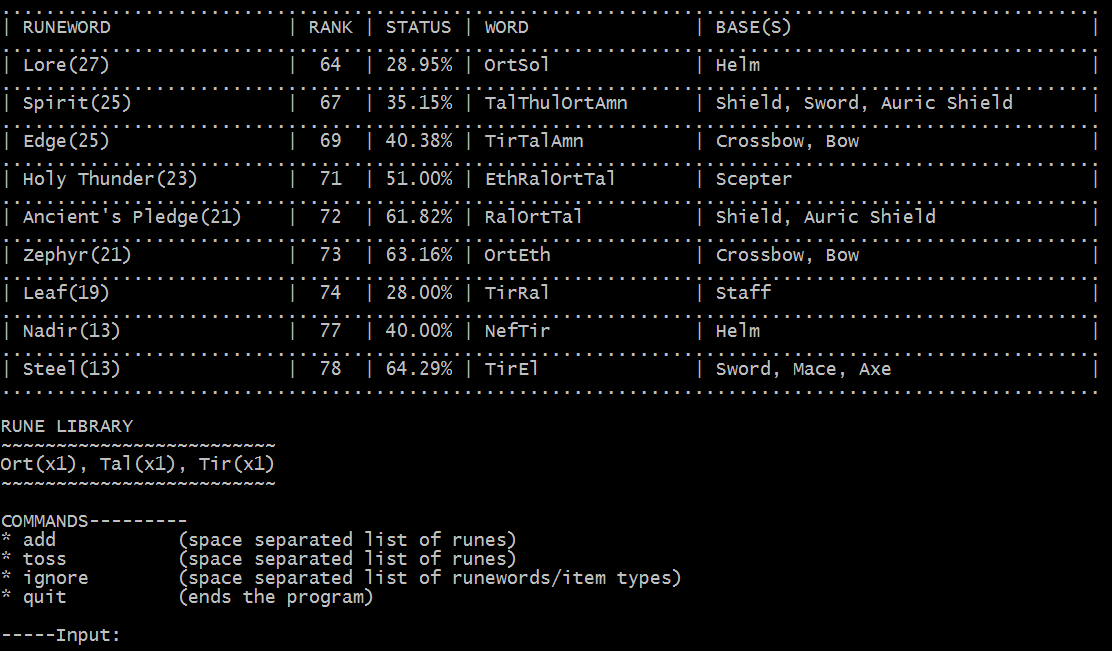 | RUNEWORD | RANK | STATUS | WORD | BASE(S) |
| Lore(27) | 64 | 28.95% | OrtSol | Helm |
| Spirit(25) | 67 | 35.15% | TalThulOrtAmn | Shield, Sword, Auric Shield |
| Edge(25) | 69 | 40.38% | TirTalAmn | Crossbow, Bow |
| Holy Thunder(23) | 71 | 51.00% | EthRalOrtTal | Scepter |
| Ancient's Pledge(21) | 72 | 61.82% | RalOrtTal | Shield, Auric Shield |
| Zephyr(21) | 73 | 63.16% | OrtEth | Crossbow, Bow |
| Leaf(19) | 74 | 28.00% | TirRal | Staff |
| Nadir(13) | 77 | 40.00% | NefTir | Helm |
| Steel(13) | 78 | 64.29% | TirEl | Sword, Mace, Axe |
RUNE LIBRARY
~~~~~~~~~~~~~~~~~~~~~~~~~
Ort(x1), Tal(x1), Tir(x1)
~~~~~~~~~~~~~~~~~~~~~~~~~
COMMANDS---------
* add (space separated list of runes)
* toss (space separated list of runes)
* ignore (space separated list of runewords/item types)
* quit (ends the program)
-----Input: